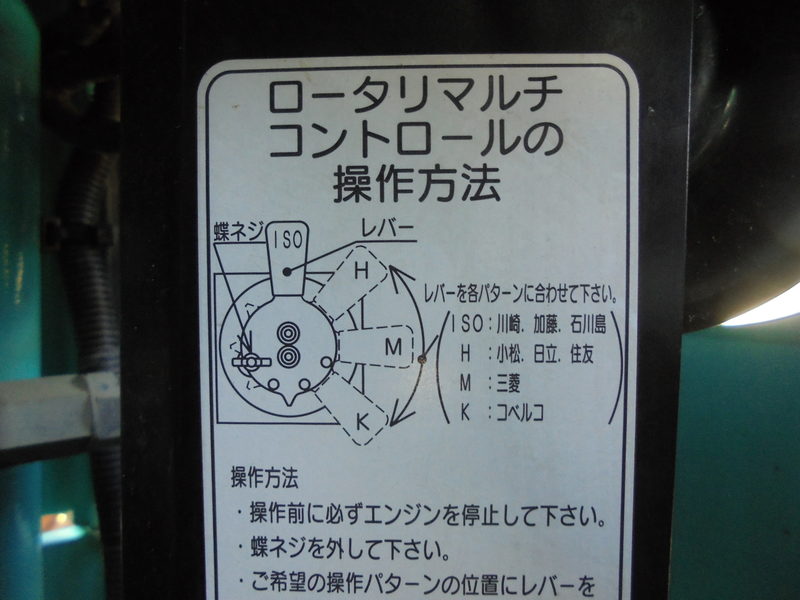 ロータリマルチ
コントロールの
操作方法
蝶ネジ
ISO
レバー
H
M
K
レバーを各パターンに合わせて下さい。
ISO：川崎、加藤、石川島
H ：小松、日立、住友
M ：三菱
K ：コベルコ
操作方法
・操作前に必ずエンジンを停止して下さい。
・蝶ネジを外して下さい。
・ご希望の操作パターンの位置にレバーを